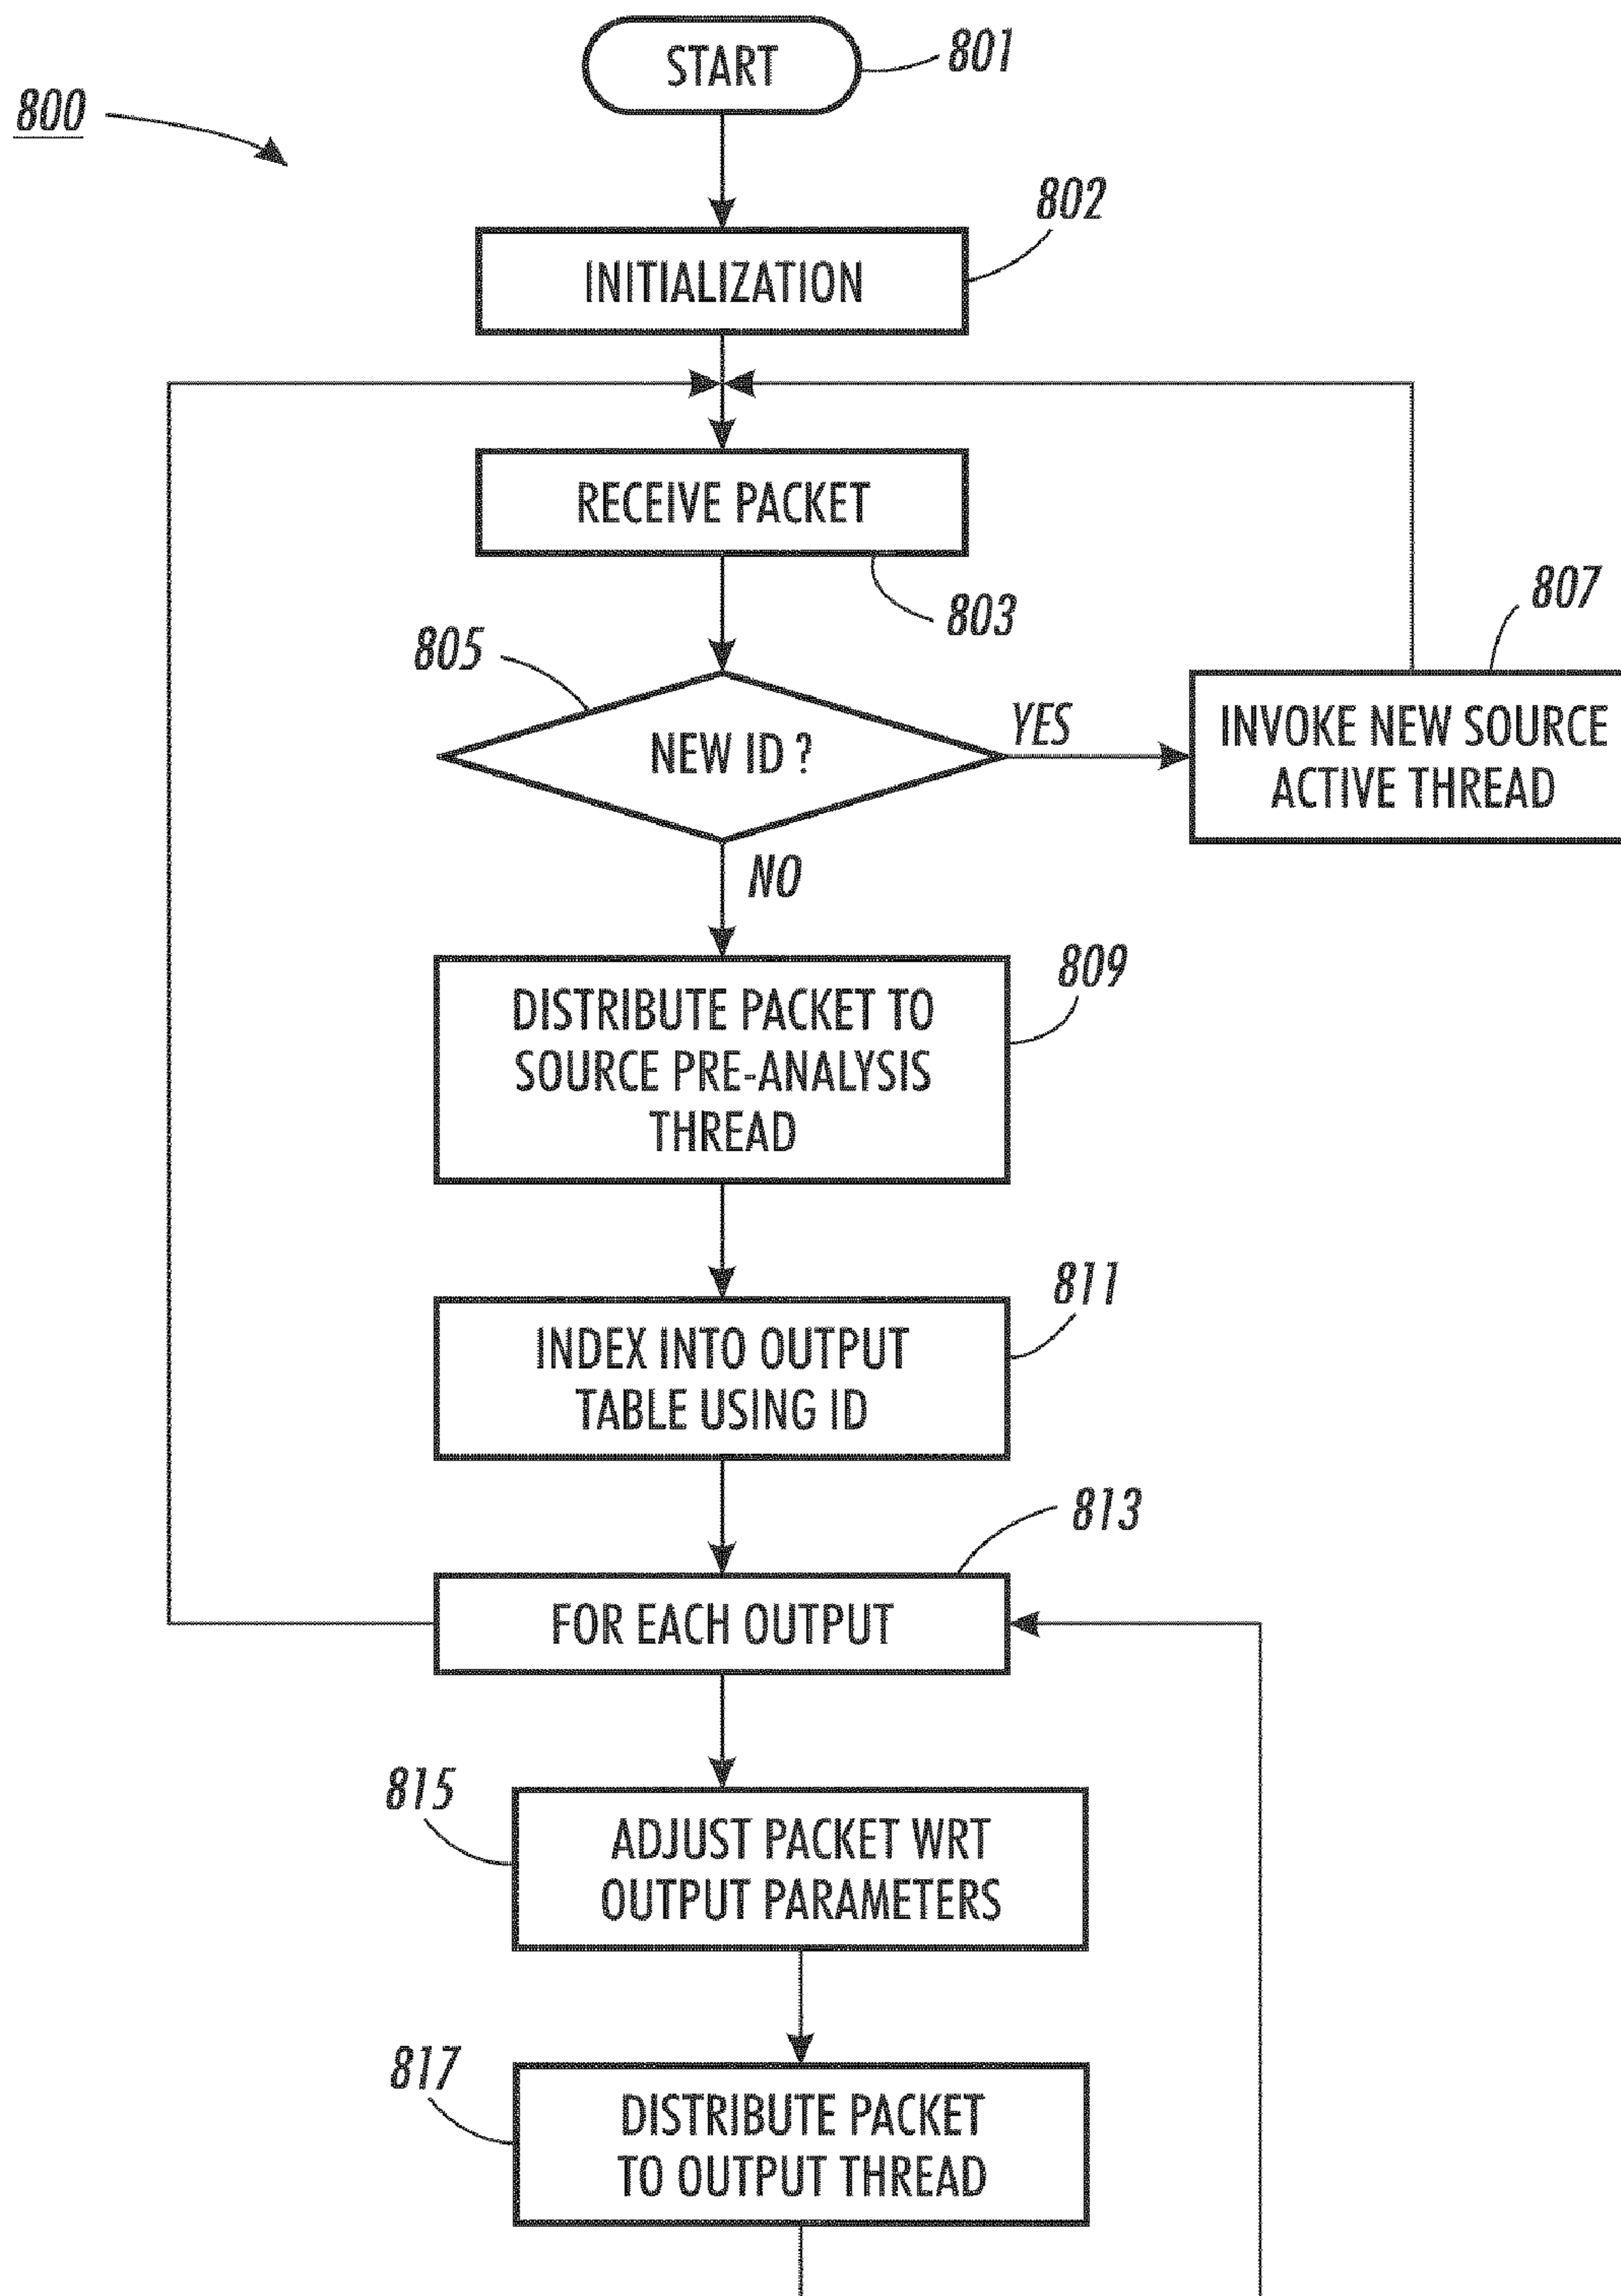 START
801
800
802
INITIALIZATION
RECEIVE PACKET
803
807
805
NEW ID ?
YES
INVOKE NEW SOURCE
ACTIVE THREAD
NO
809
DISTRIBUTE PACKET TO
SOURCE PRE-ANALYSIS
THREAD
811
INDEX INTO OUTPUT
TABLE USING ID
813
FOR EACH OUTPUT
815
ADJUST PACKET WRT
OUTPUT PARAMETERS
817
DISTRIBUTE PACKET
TO OUTPUT THREAD